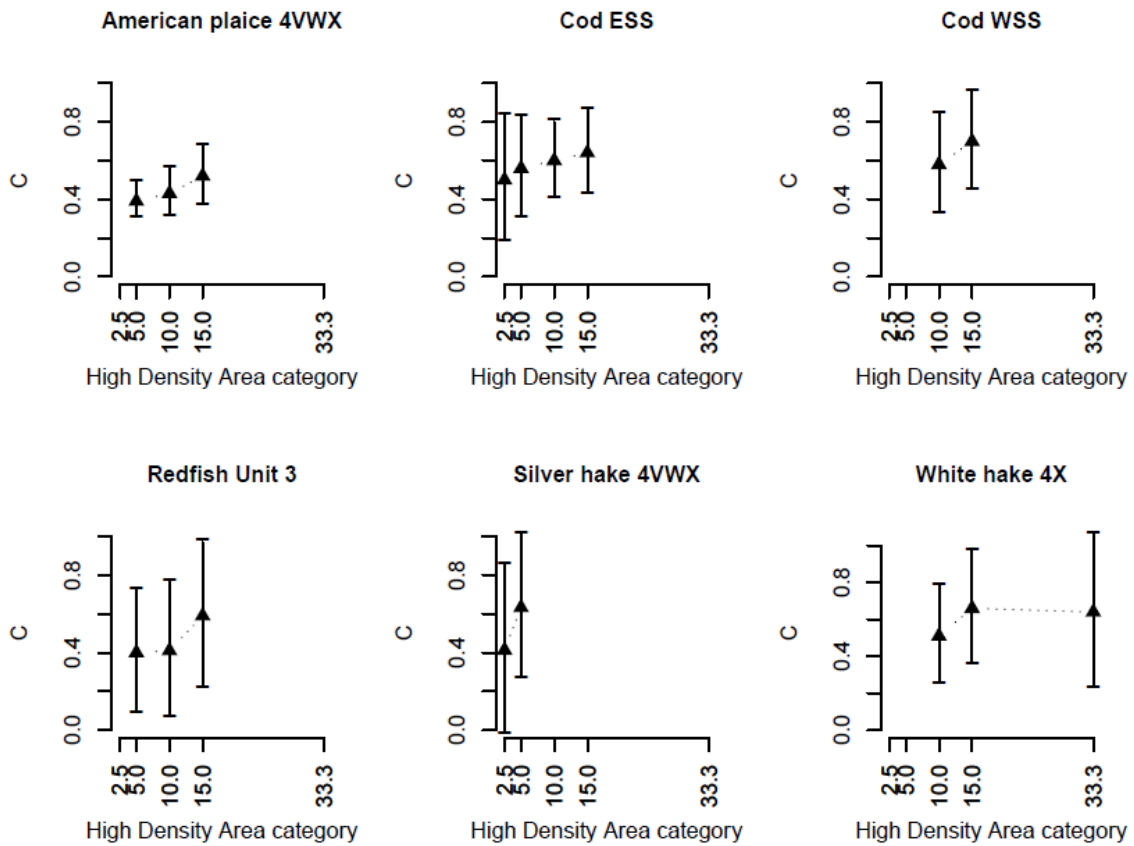 American plaice 4VWX
Cod ESS
Cod WSS
C
0.0 0.4 0.8
2.5 5.0 10.0 15.0 33.3
High Density Area category
C
0.0 0.4 0.8
2.5 5.0 10.0 15.0 33.3
High Density Area category
C
0.0 0.4 0.8
2.5 5.0 10.0 15.0 33.3
High Density Area category
Redfish Unit 3
Silver hake 4VWX
White hake 4X
C
0.0 0.4 0.8
2.5 5.0 10.0 15.0 33.3
High Density Area category
C
0.0 0.4 0.8
2.5 5.0 10.0 15.0 33.3
High Density Area category
C
0.0 0.4 0.8
2.5 5.0 10.0 15.0 33.3
High Density Area category